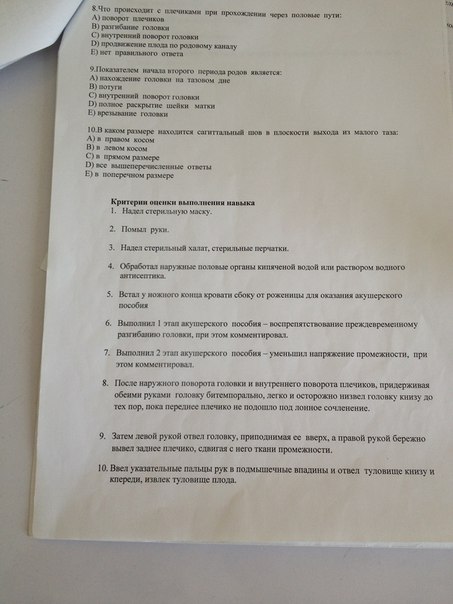 8.Что происходит с плечиками при прохождении через половые пути:
A) поворот плечиков
B) разгибание головки
C) внутренний поворот головки
D) продвижение плода по родовому каналу
E) нет правильного ответа
9.Показателем начала второго периода родов является:
A) нахождение головки на тазовом дне
B) потуги
C) внутренний поворот головки
D) полное раскрытие шейки матки
E) врезывание головки
10.В каком размере находится сагиттальный шов в плоскости выхода из малого таза:
A) в правом косом
B) в левом косом
C) в прямом размере
D) все вышеперечисленные ответы
E) в поперечном размере
Критерии оценки выполнения навыка
1. Надел стерильную маску.
2. Помыл руки.
3. Надел стерильный халат, стерильные перчатки.
4. Обработал наружные половые органы кипяченой водой или раствором водного
антисептика.
5. Встал у ножного конца кровати сбоку от роженицы для оказания акушерского
пособия
6. Выполнил 1 этап акушерского пособия – воспрепятствование преждевременному
разгибанию головки, при этом комментировал.
7. Выполнил 2 этап акушерского пособия – уменьшил напряжение промежности, при
этом комментировал.
8. После наружного поворота головки и внутреннего поворота плечиков, придерживая
обеими руками головку битемпорально, легко и осторожно низвел головку книзу до
тех пор, пока переднее плечико не подошло под лонное сочленение.
9. Затем левой рукой отвел головку, приподнимая ее вверх, а правой рукой бережно
вывел заднее плечико, сдвигая с него ткани промежности.
10. Ввел указательные пальцы рук в подмышечные впадины и отвел туловище книзу и
кпереди, извлек туловище плода.